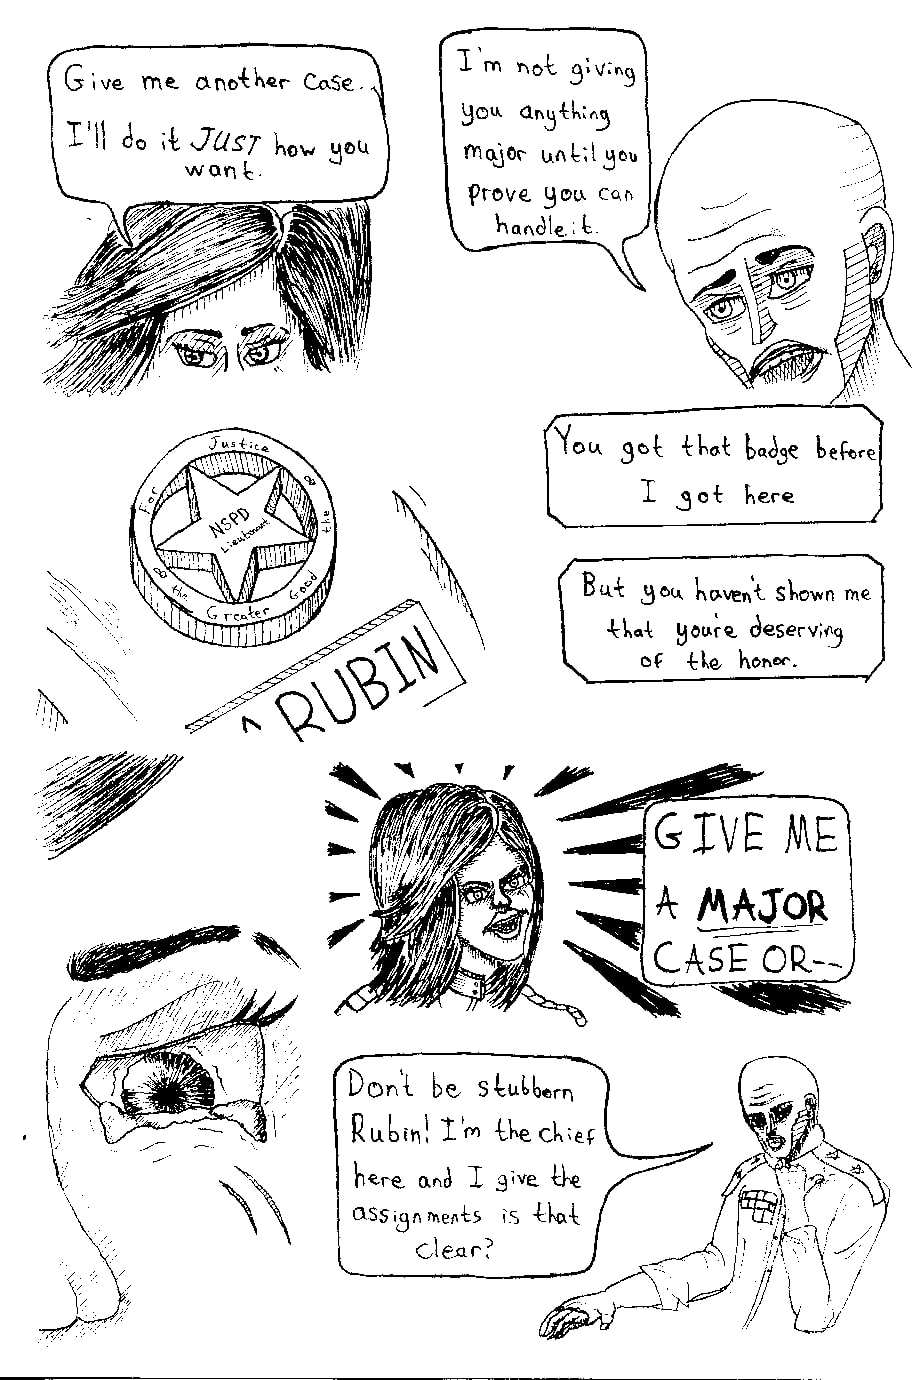 Give me another case..
I'll do it JUST how you
want.
I'm not giving
you anything
major until you
prove you can
handle it.
For Justice
∞
the
Greater Good
∞
the
NSPD
Lieutenant
You got that badge before
I got here
RUBIN
But you haven't shown me
that you're deserving
of the honor.
GIVE ME
A MAJOR
CASE OR--
Don't be stubborn
Rubin! I'm the chief
here and I give the
assignments is that
clear?